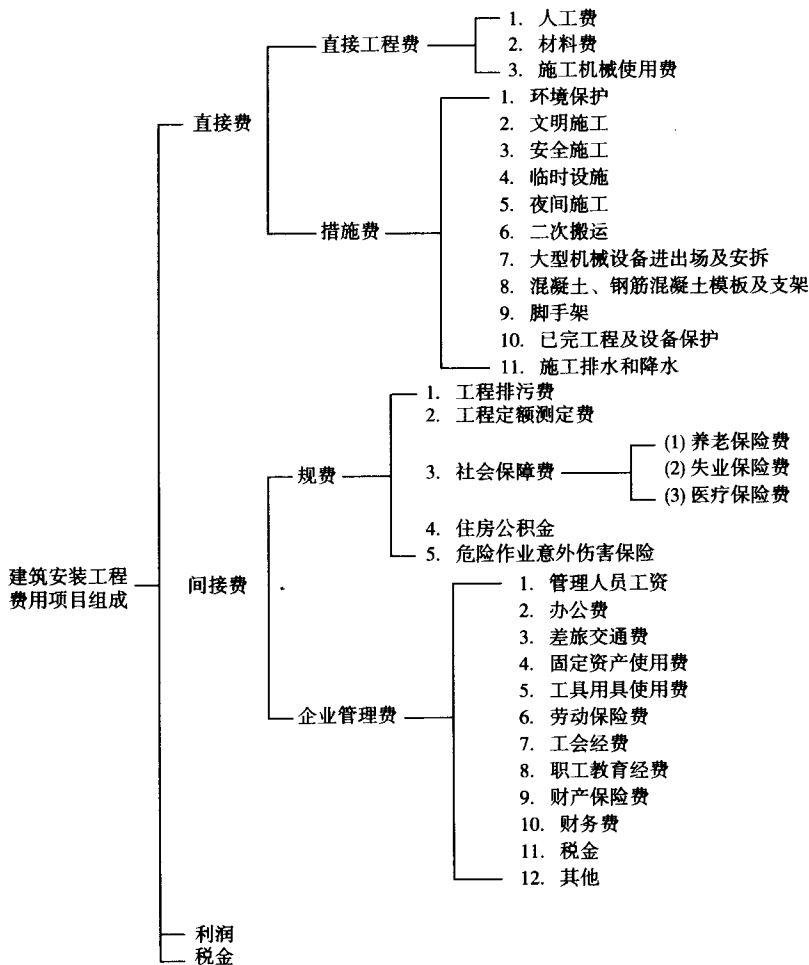 直接工程费
1. 人工费
2. 材料费
3. 施工机械使用费
直接费
措施费
1. 环境保护
2. 文明施工
3. 安全施工
4. 临时设施
5. 夜间施工
6. 二次搬运
7. 大型机械设备进出场及安拆
8. 混凝土、钢筋混凝土模板及支架
9. 脚手架
10. 已完工程及设备保护
11. 施工排水和降水
建筑安装工程
费用项目组成
间接费
规费
1. 工程排污费
2. 工程定额测定费
3. 社会保障费
(1) 养老保险费
(2) 失业保险费
(3) 医疗保险费
4. 住房公积金
5. 危险作业意外伤害保险
企业管理费
1. 管理人员工资
2. 办公费
3. 差旅交通费
4. 固定资产使用费
5. 工具用具使用费
6. 劳动保险费
7. 工会经费
8. 职工教育经费
9. 财产保险费
10. 财务费
11. 税金
12. 其他
利润
税金